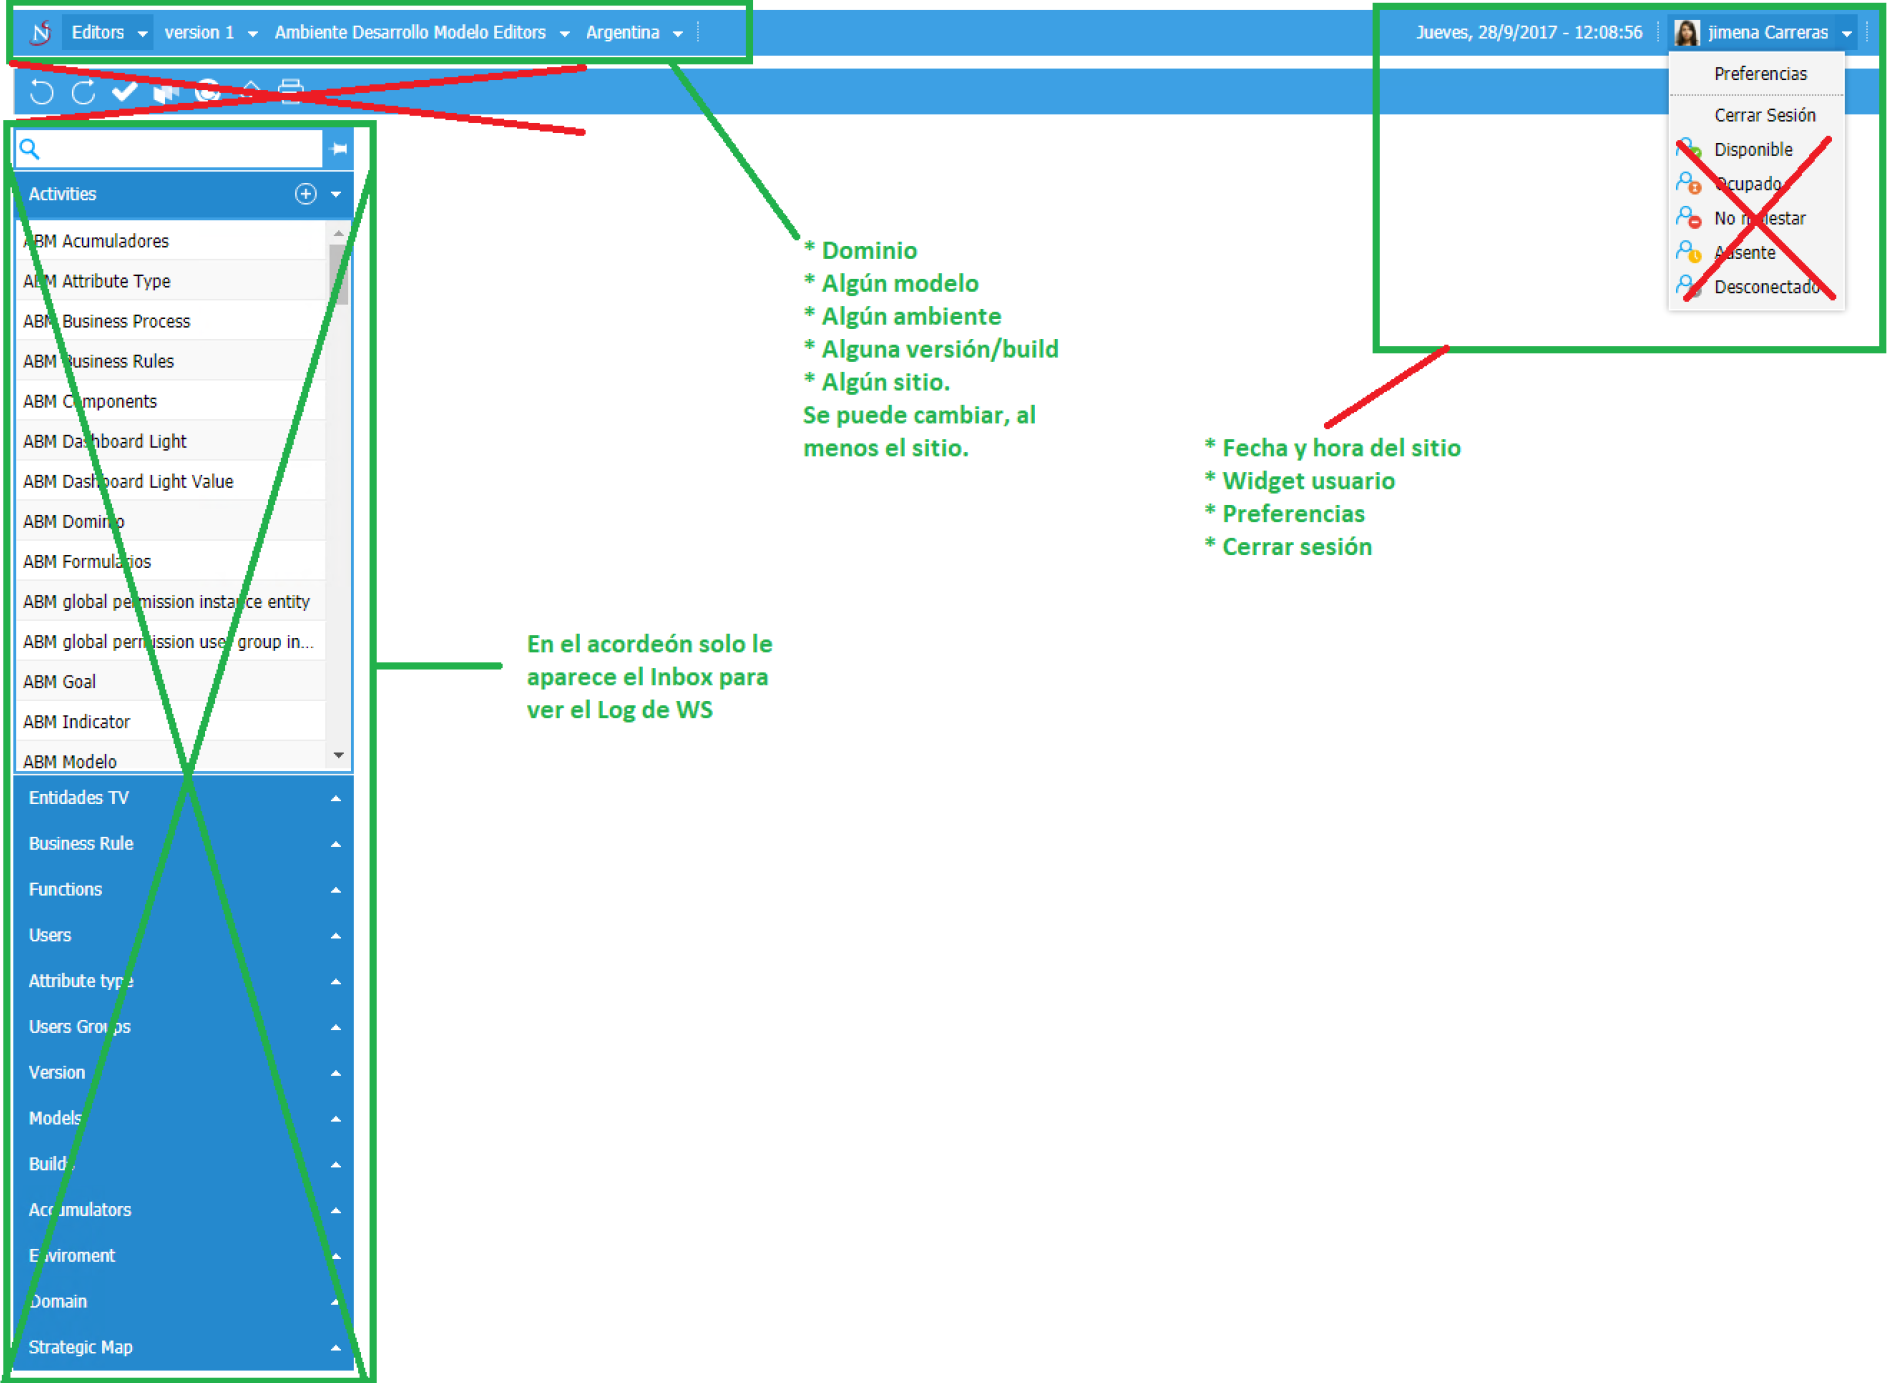 Editors version 1 Ambiente Desarrollo Modelo Editors Argentina
Jueves, 28/9/2017 - 12:08:56 jimena Carreras
Preferencias
Cerrar Sesión
Disponible
Ocupado
No molestar
Ausente
Desconectado
Activities
ABM Acumuladores
ABM Attribute Type
ABM Business Process
ABM Business Rules
ABM Components
ABM Dashboard Light
ABM Dashboard Light Value
ABM Dominio
ABM Formularios
ABM global permission instance entity
ABM global permission user group in...
ABM Goal
ABM Indicator
ABM Modelo
Entidades TV
Business Rule
Functions
Users
Attribute type
Users Groups
Version
Models
Builds
Accumulators
Enviroment
Domain
Strategic Map
* Dominio
* Algún modelo
* Algún ambiente
* Alguna versión/build
* Algún sitio.
Se puede cambiar, al
menos el sitio.
* Fecha y hora del sitio
* Widget usuario
* Preferencias
* Cerrar sesión
En el acordeón solo le
aparece el Inbox para
ver el Log de WS